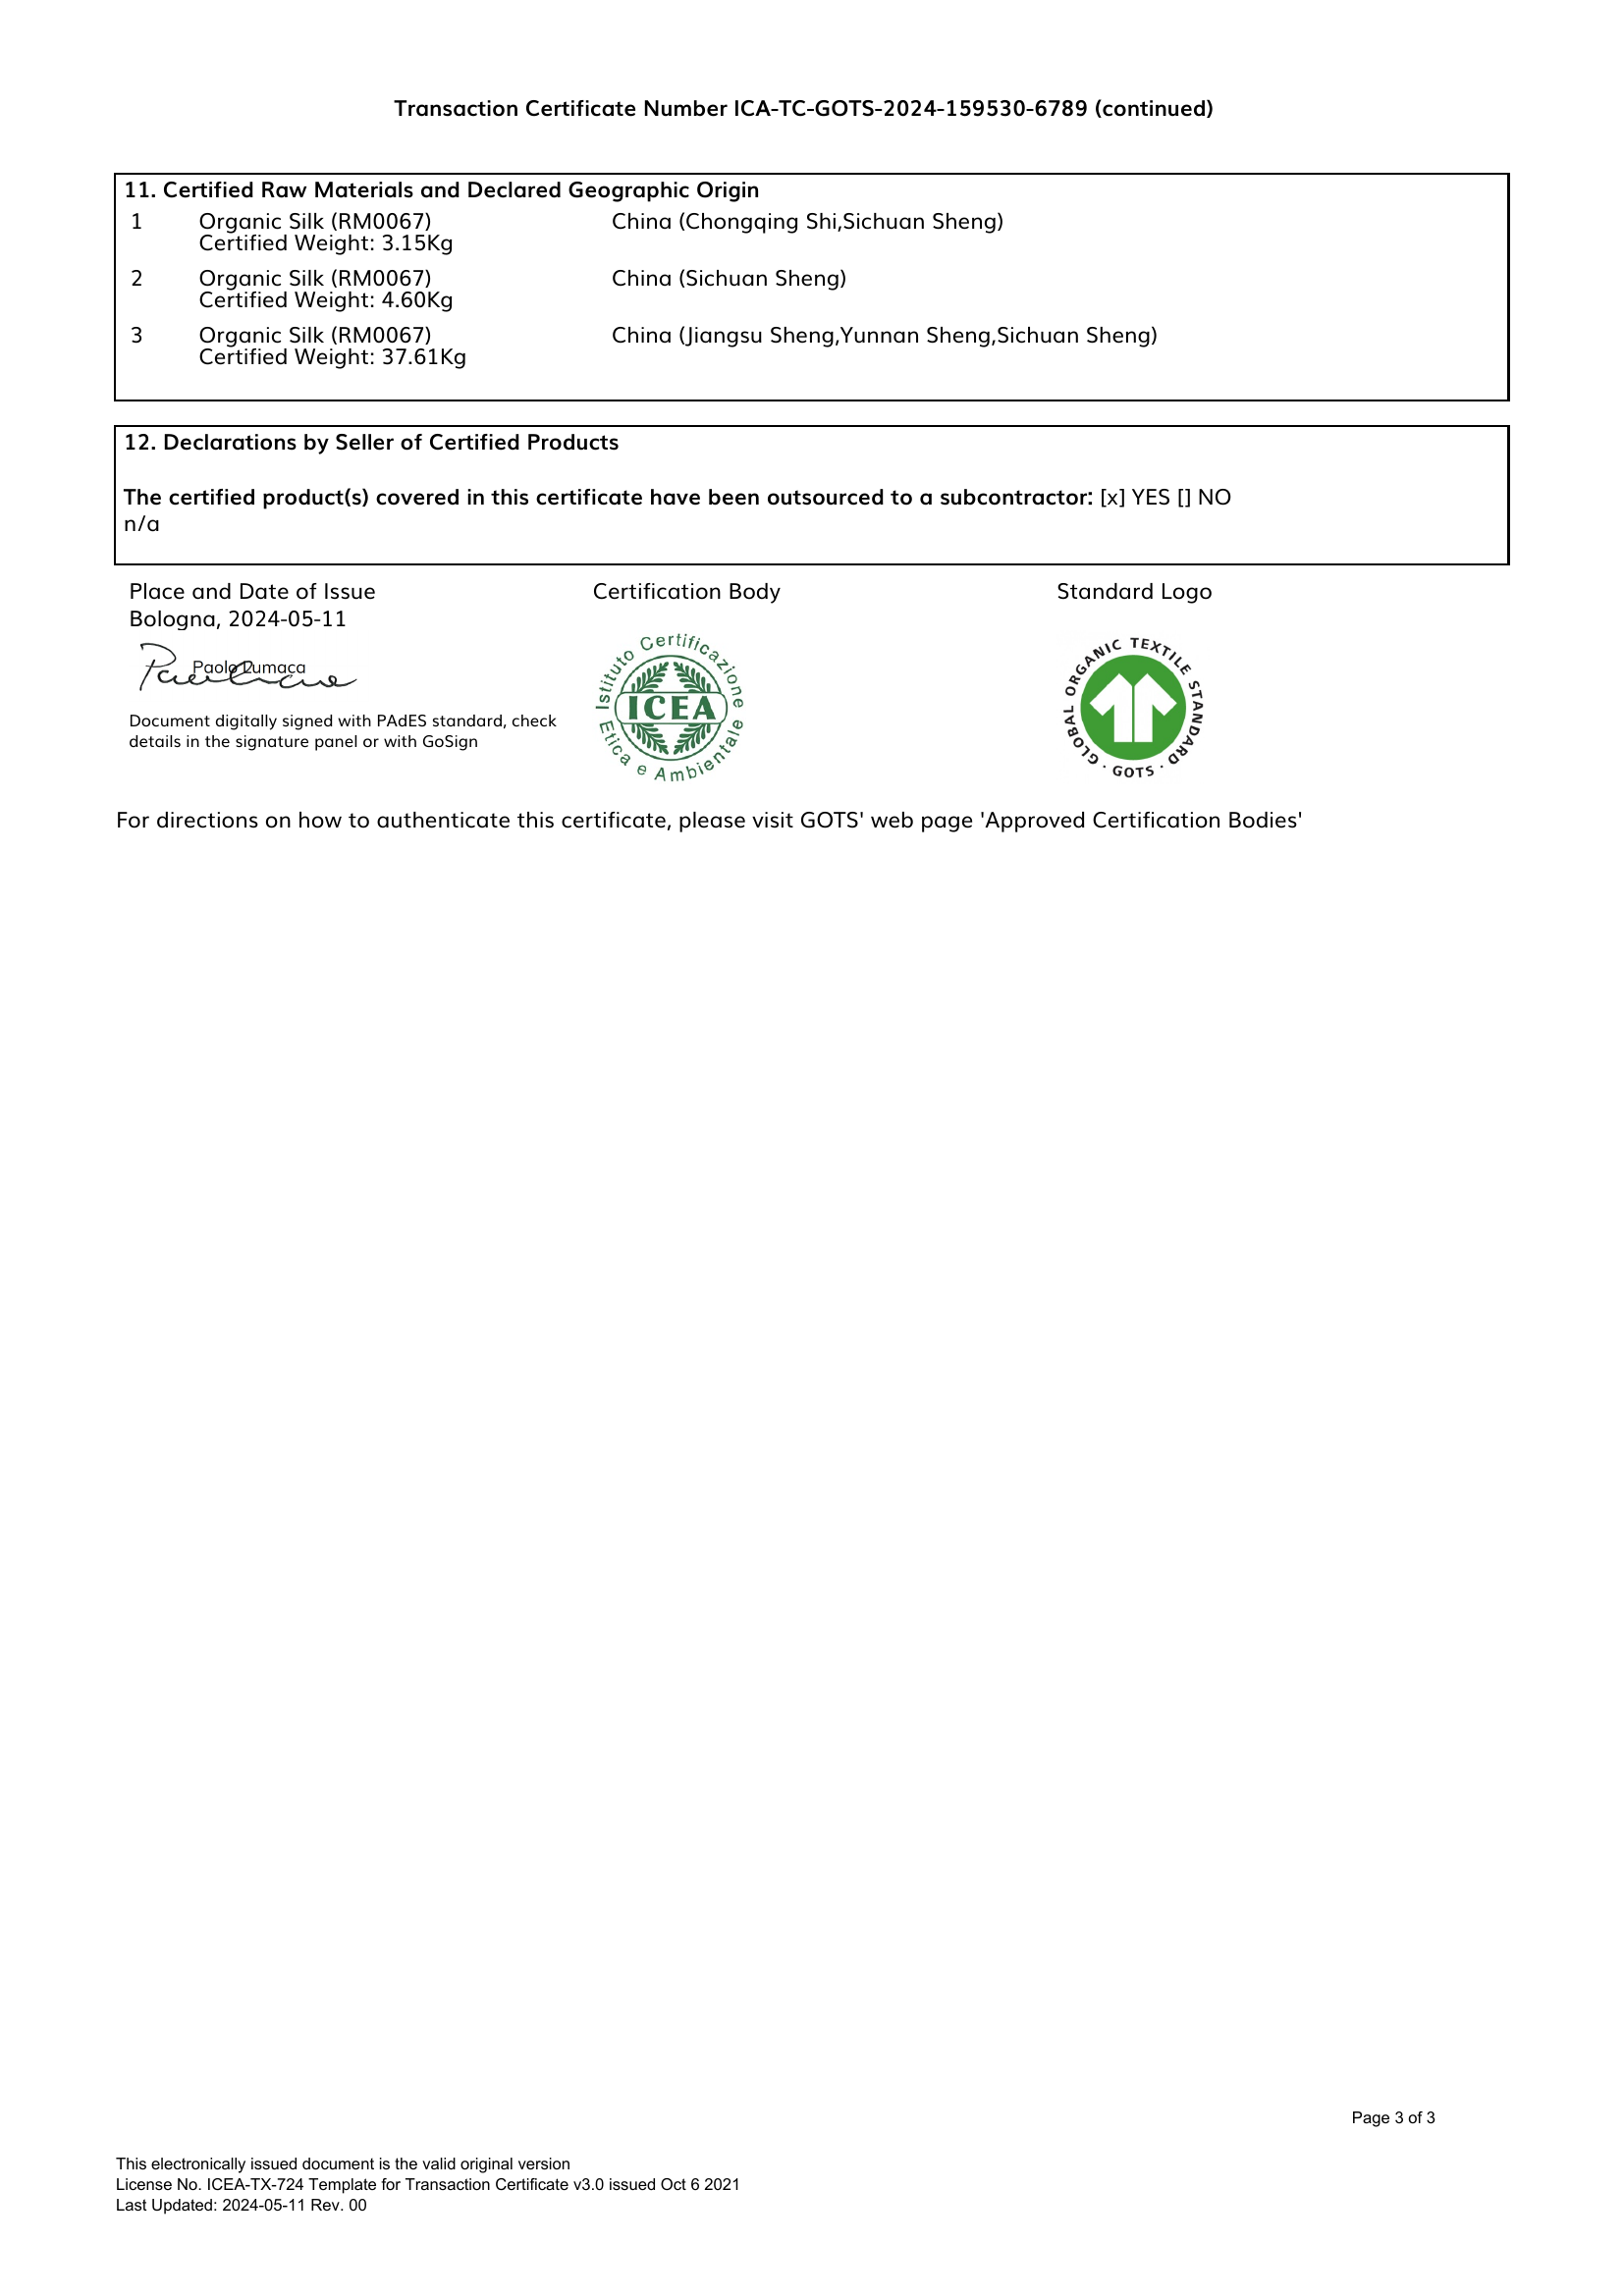 Transaction Certificate Number ICA-TC-GOTS-2024-159530-6789 (continued)
11. Certified Raw Materials and Declared Geographic Origin
1 Organic Silk (RM0067) China (Chongqing Shi,Sichuan Sheng)
Certified Weight: 3.15Kg
2 Organic Silk (RM0067) China (Sichuan Sheng)
Certified Weight: 4.60Kg
3 Organic Silk (RM0067) China (Jiangsu Sheng,Yunnan Sheng,Sichuan Sheng)
Certified Weight: 37.61Kg
12. Declarations by Seller of Certified Products
The certified product(s) covered in this certificate have been outsourced to a subcontractor: [x] YES [] NO
n/a
Place and Date of Issue Certification Body Standard Logo
Bologna, 2024-05-11
Paolo Lumaca
Document digitally signed with PAdES standard, check
details in the signature panel or with GoSign
Istituto Certificazione
ICEA
Etica e Ambientale
GLOBAL ORGANIC TEXTILE STANDARD · GOTS ·
For directions on how to authenticate this certificate, please visit GOTS' web page 'Approved Certification Bodies'
Page 3 of 3
This electronically issued document is the valid original version
License No. ICEA-TX-724 Template for Transaction Certificate v3.0 issued Oct 6 2021
Last Updated: 2024-05-11 Rev. 00